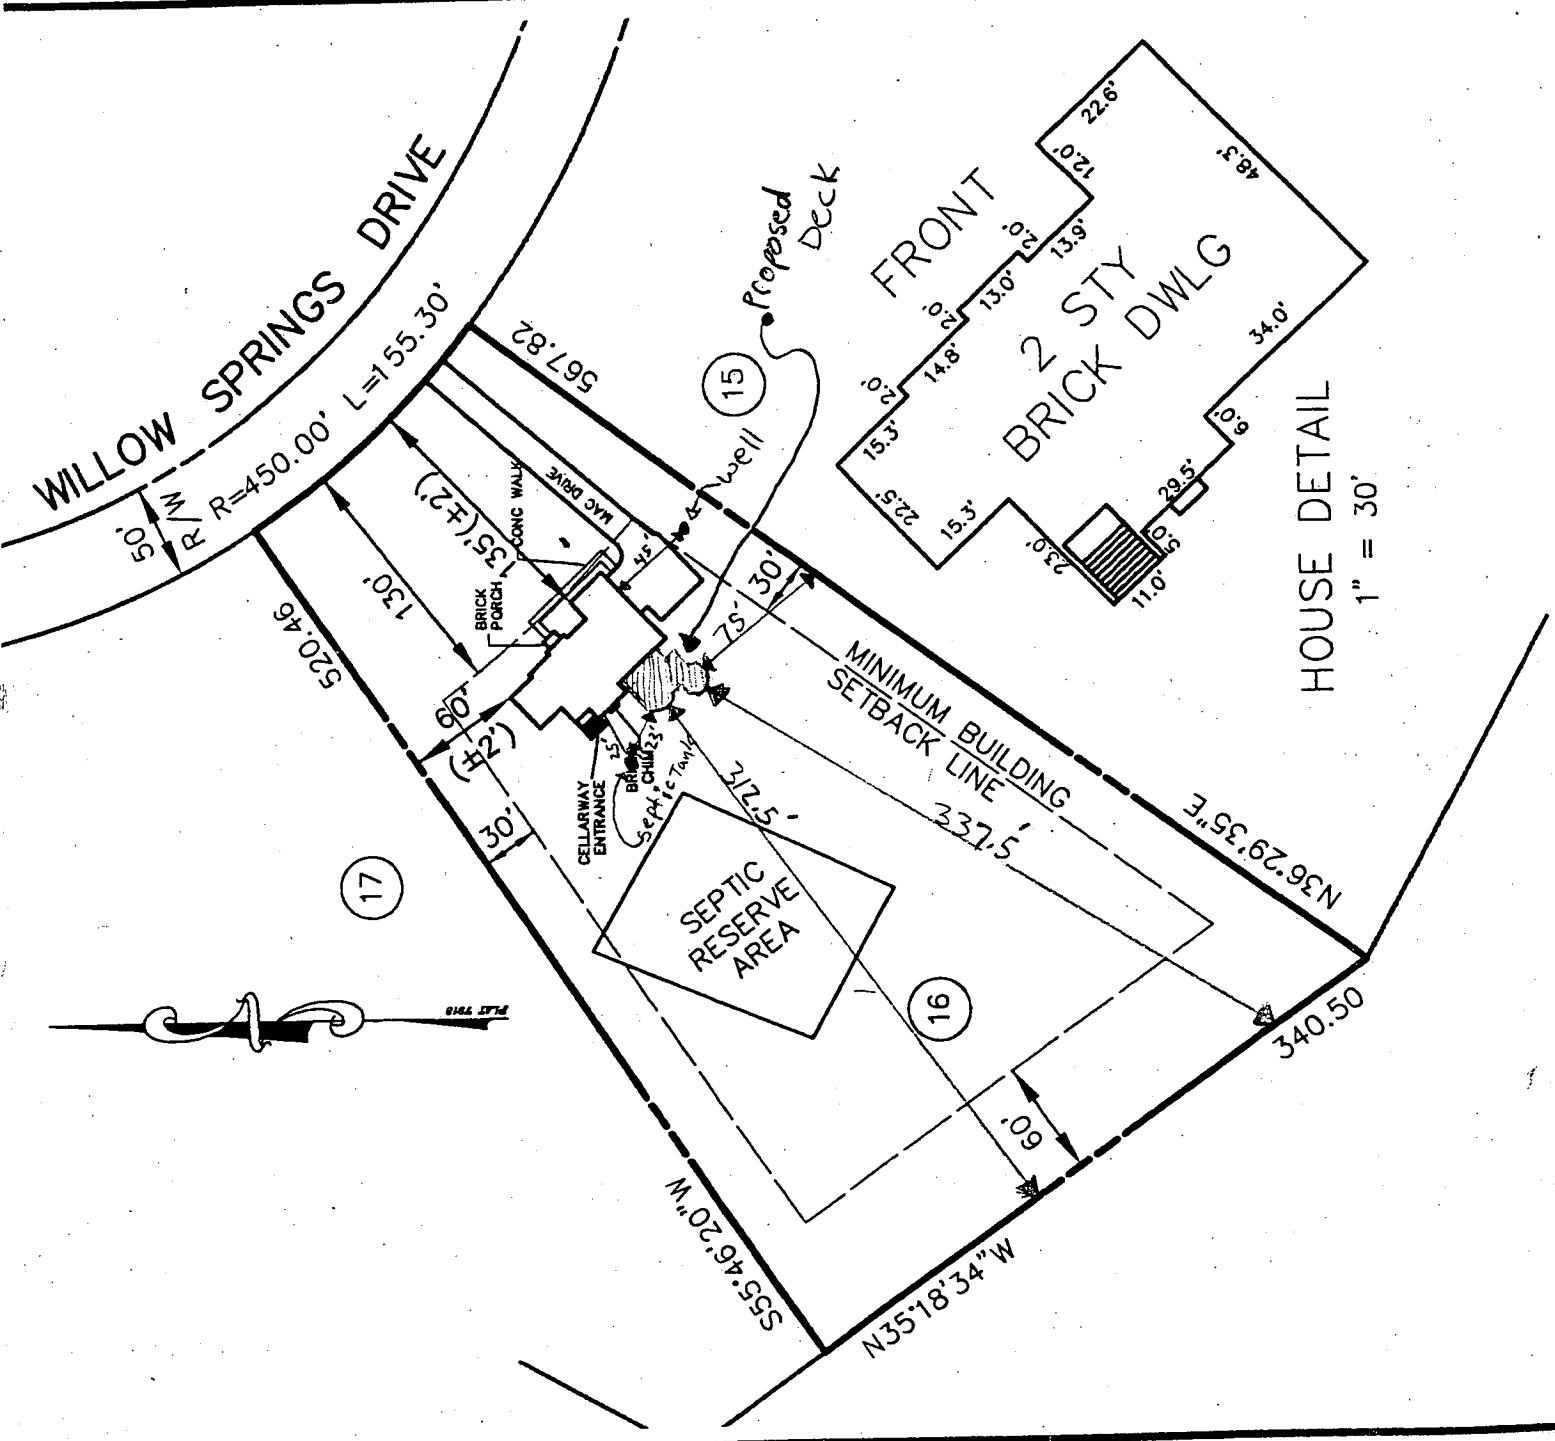 WILLOW SPRINGS DRIVE
50'
R/W
R=450.00' L=155.30'
520.46
567.82
130'
135'(±2')
CONC WALK
MAC DRIVE
BRICK
PORCH
45'
well
15
Proposed
Deck
60'
(±2')
30'
75'
30'
CELLARWAY
ENTRANCE
25'
BRICK
CHIM
23'
Septic Tank
312.5'
337.5'
MINIMUM BUILDING
SETBACK LINE
SEPTIC
RESERVE
AREA
17
16
60'
N36°29'35"E
340.50
S55°46'20"W
N35°18'34"W
PLAT 7918
FRONT
2 STY
BRICK DWLG
22.6'
12.0'
48.3'
2.0'
13.9'
13.0'
2.0'
14.8'
2.0'
15.3'
22.5'
15.3'
23.0'
11.0'
5.0'
29.5'
6.0'
34.0'
HOUSE DETAIL
1" = 30'